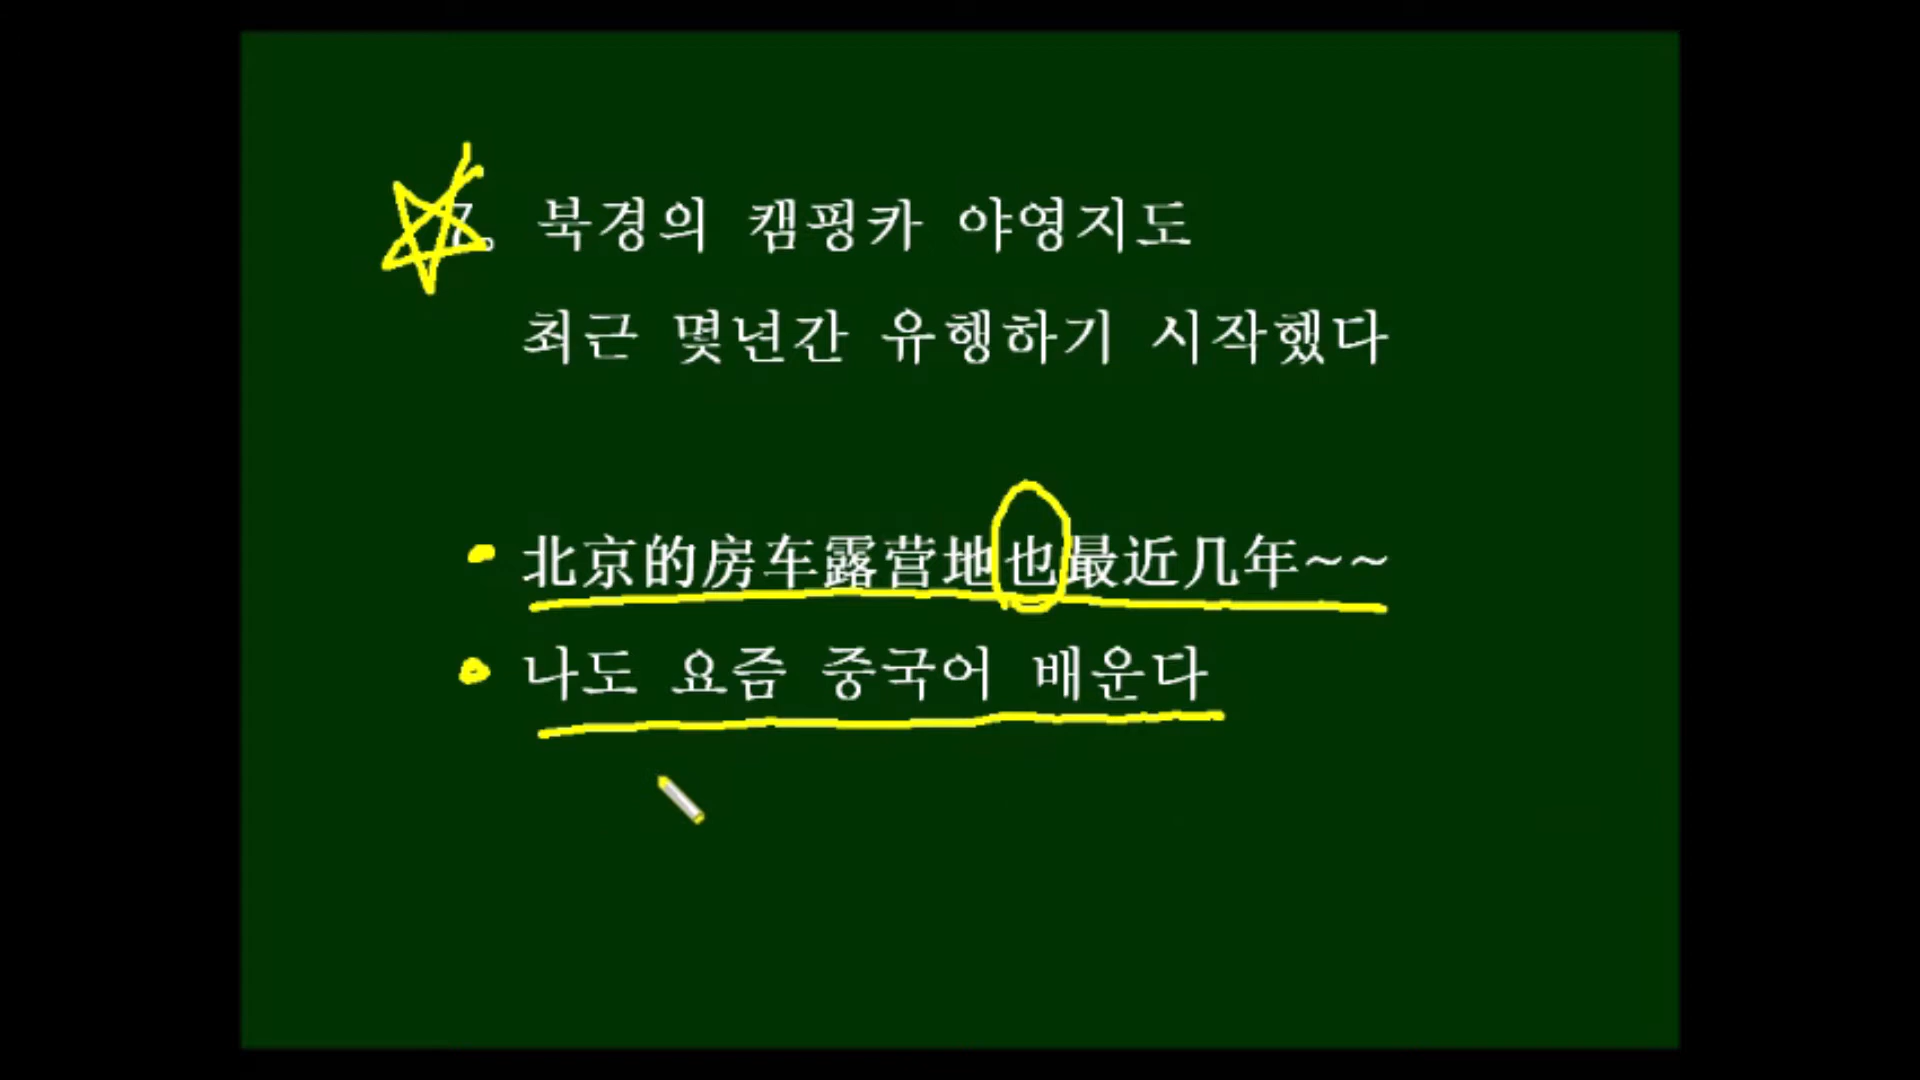 7。 북경의 캠핑카 야영지도
최근 몇년간 유행하기 시작했다
北京的房车露营地也最近几年~~
나도 요즘 중국어 배운다